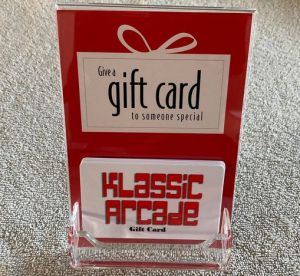 Give a
gift card
to someone special
Klassic
Arcade
Gift Card